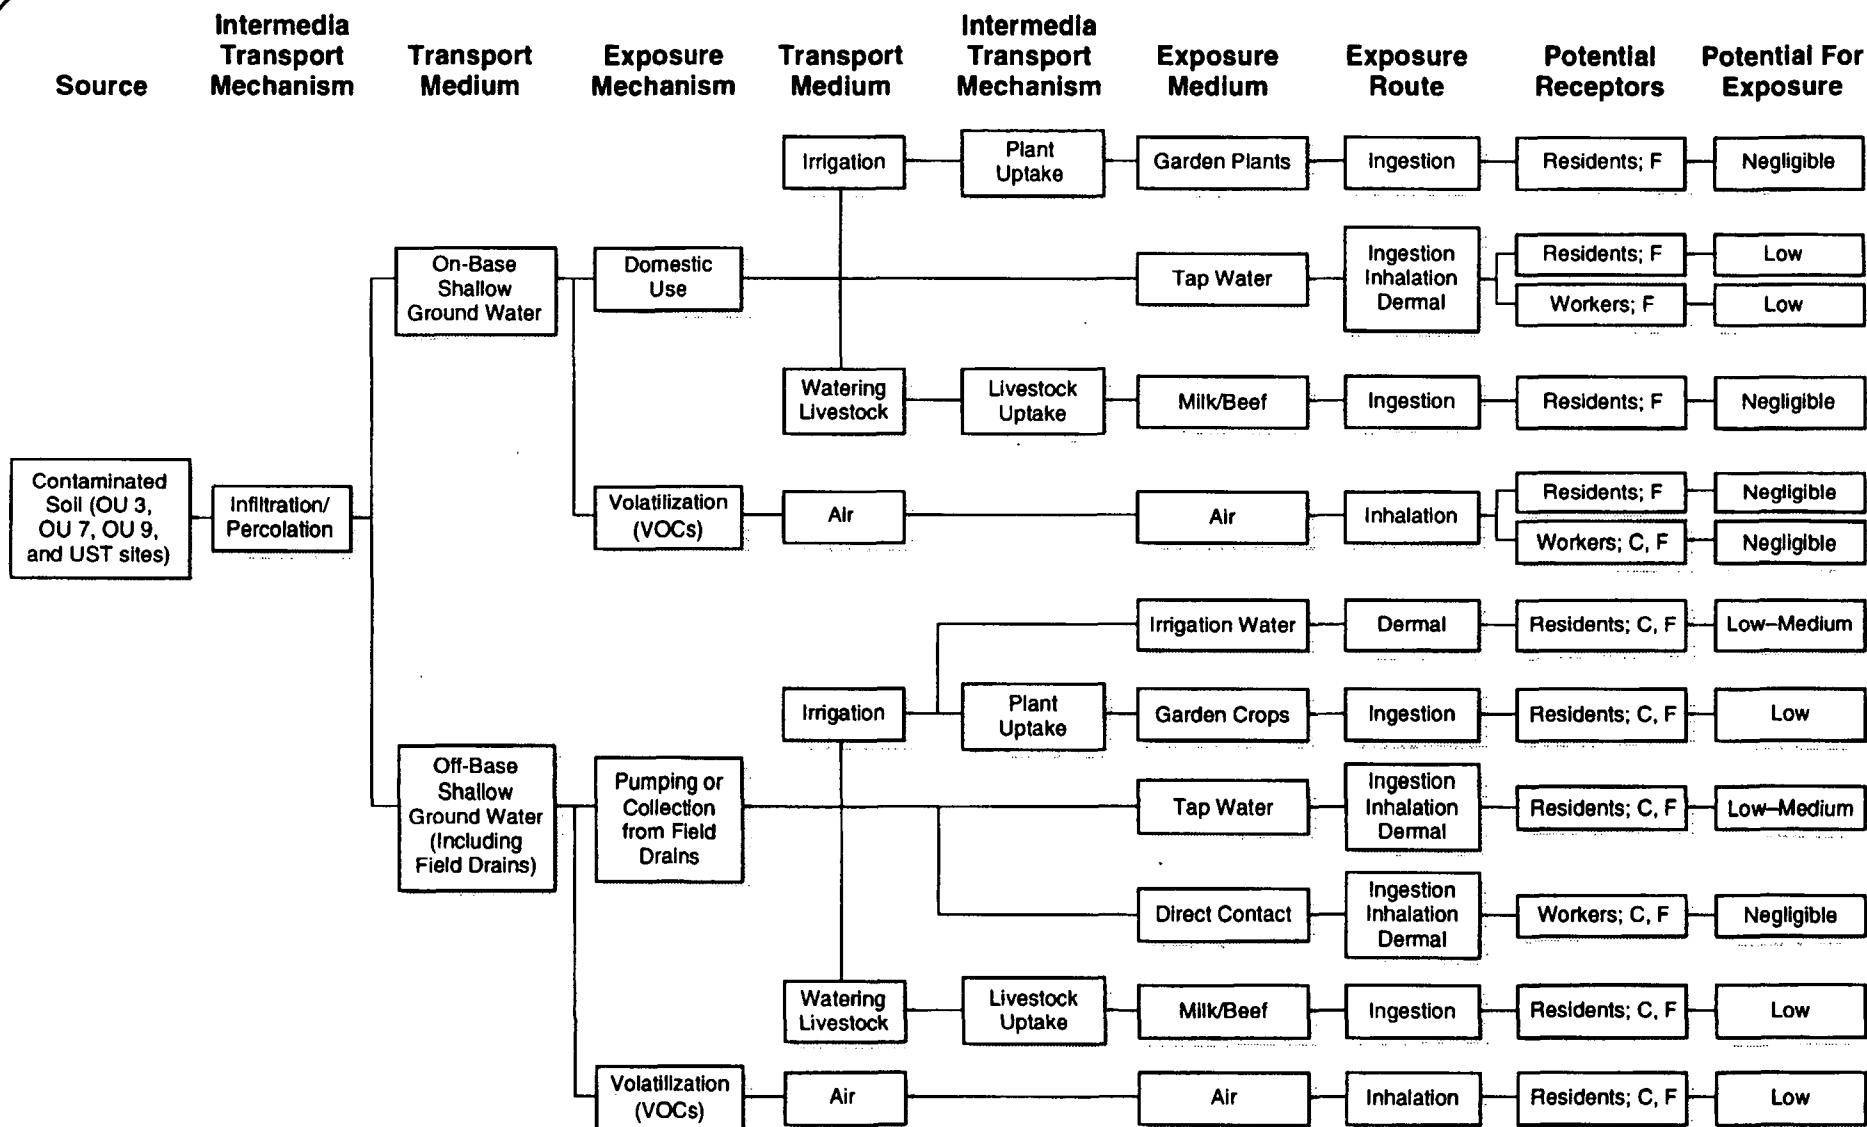 Source
Intermedia
Transport
Mechanism
Transport
Medium
Exposure
Mechanism
Transport
Medium
Intermedia
Transport
Mechanism
Exposure
Medium
Exposure
Route
Potential
Receptors
Potential For
Exposure
Irrigation
Plant
Uptake
Garden Plants
Ingestion
Residents; F
Negligible
On-Base
Shallow
Ground Water
Domestic
Use
Tap Water
Ingestion
Inhalation
Dermal
Residents; F
Low
Workers; F
Low
Watering
Livestock
Livestock
Uptake
Milk/Beef
Ingestion
Residents; F
Negligible
Contaminated
Soil (OU 3,
OU 7, OU 9,
and UST sites)
Infiltration/
Percolation
Volatilization
(VOCs)
Air
Air
Inhalation
Residents; F
Negligible
Workers; C, F
Negligible
Irrigation Water
Dermal
Residents; C, F
Low–Medium
Irrigation
Plant
Uptake
Garden Crops
Ingestion
Residents; C, F
Low
Off-Base
Shallow
Ground Water
(Including
Field Drains)
Pumping or
Collection
from Field
Drains
Tap Water
Ingestion
Inhalation
Dermal
Residents; C, F
Low–Medium
Direct Contact
Ingestion
Inhalation
Dermal
Workers; C, F
Negligible
Watering
Livestock
Livestock
Uptake
Milk/Beef
Ingestion
Residents; C, F
Low
Volatilization
(VOCs)
Air
Air
Inhalation
Residents; C, F
Low